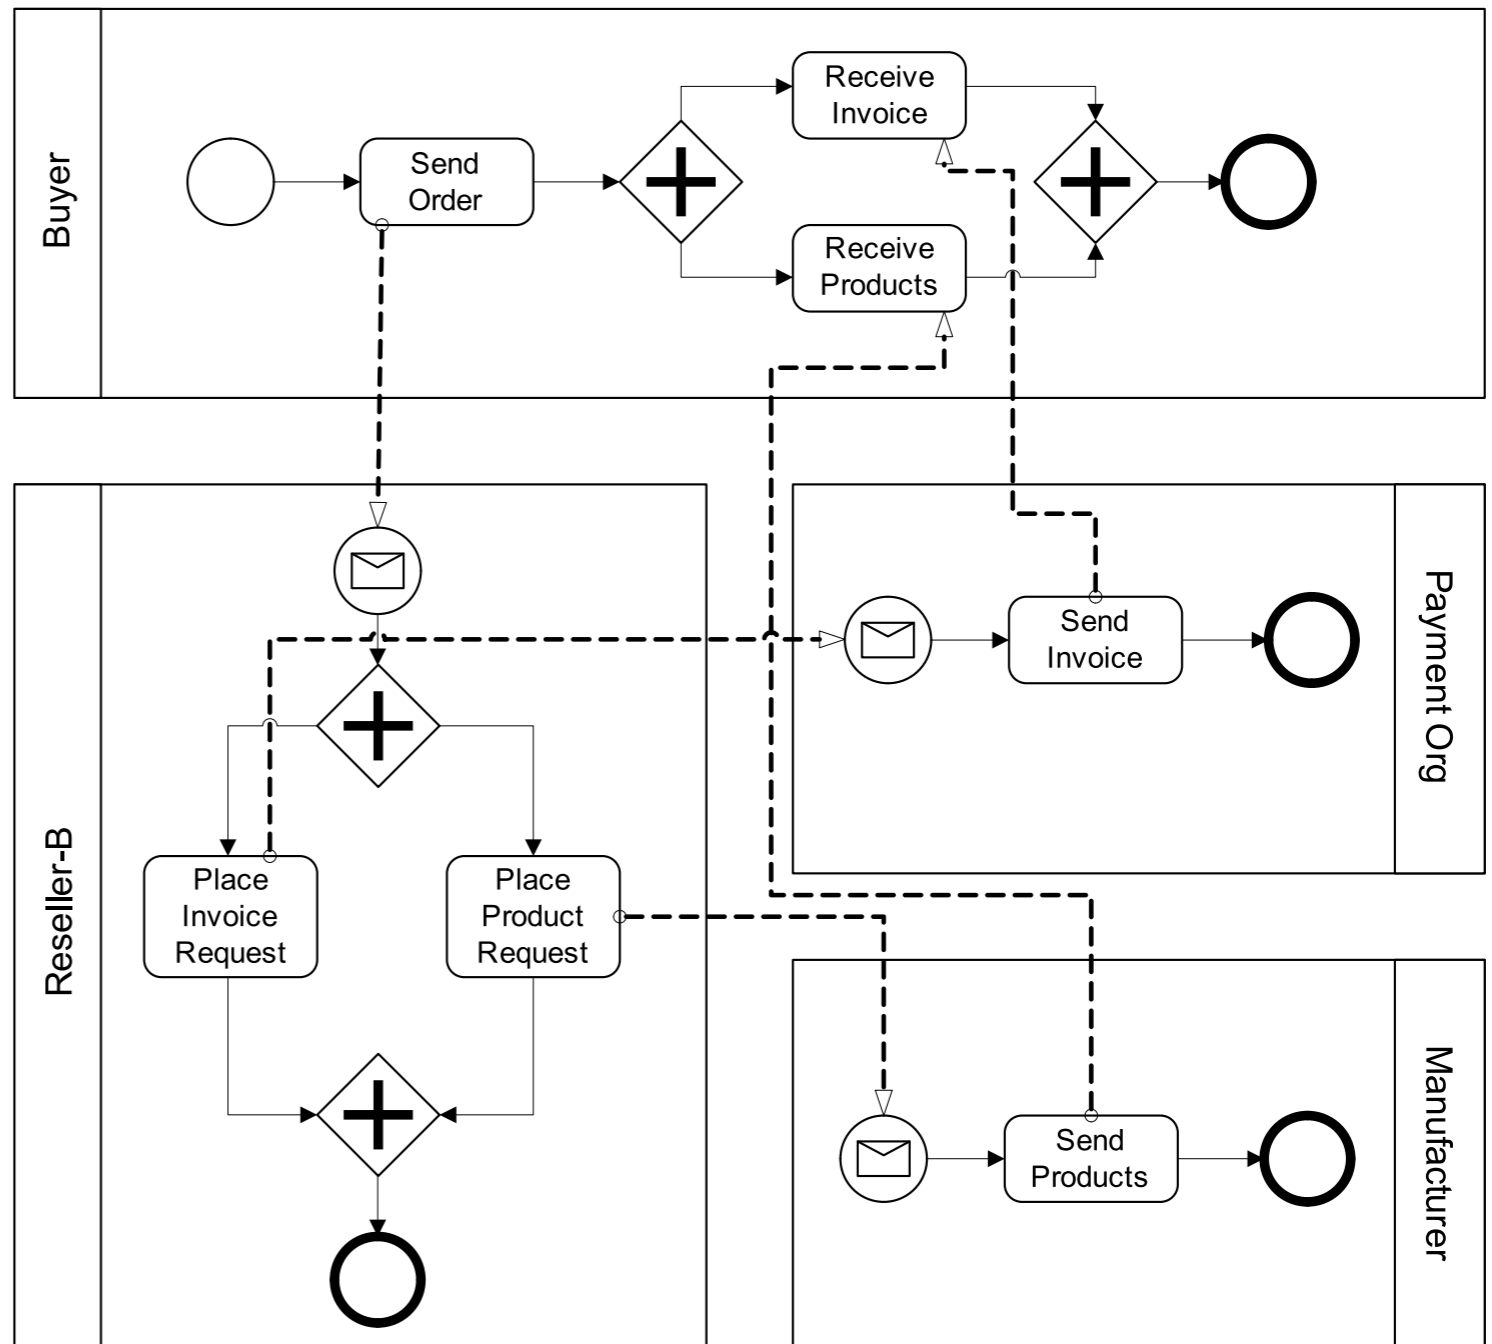 Buyer
Send
Order
Receive
Invoice
Receive
Products
Reseller-B
Place
Invoice
Request
Place
Product
Request
Payment Org
Send
Invoice
Manufacturer
Send
Products